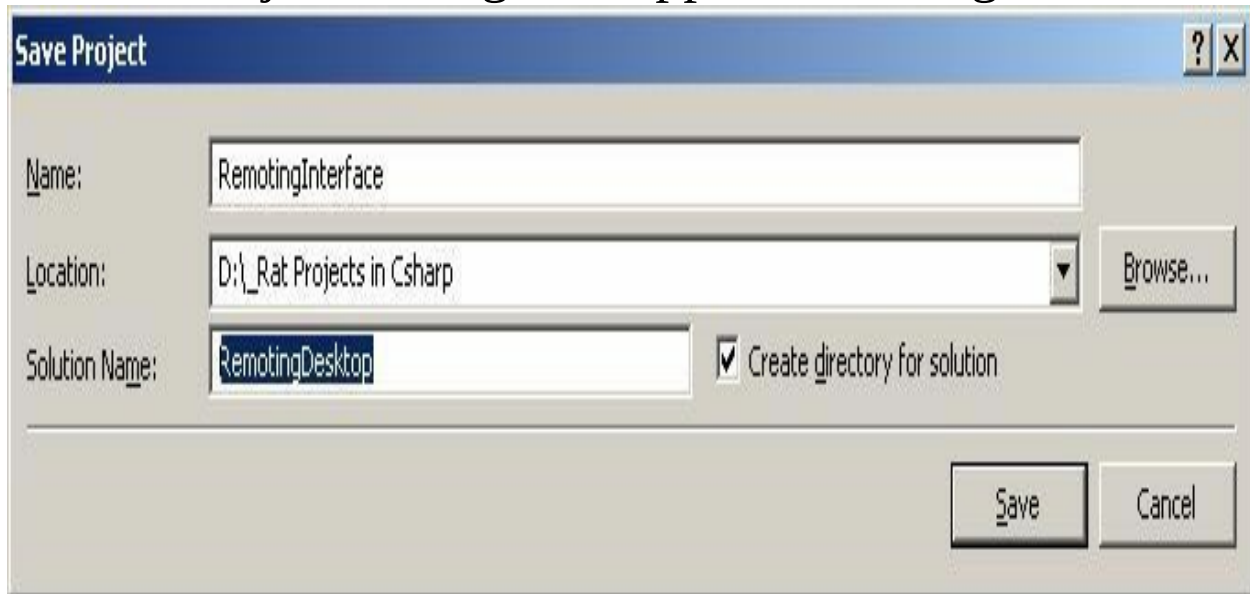 Save Project
? X
Name: RemotingInterface
Location: D:\_Rat Projects in Csharp Browse...
Solution Name: RemotingDesktop Create directory for solution
Save Cancel